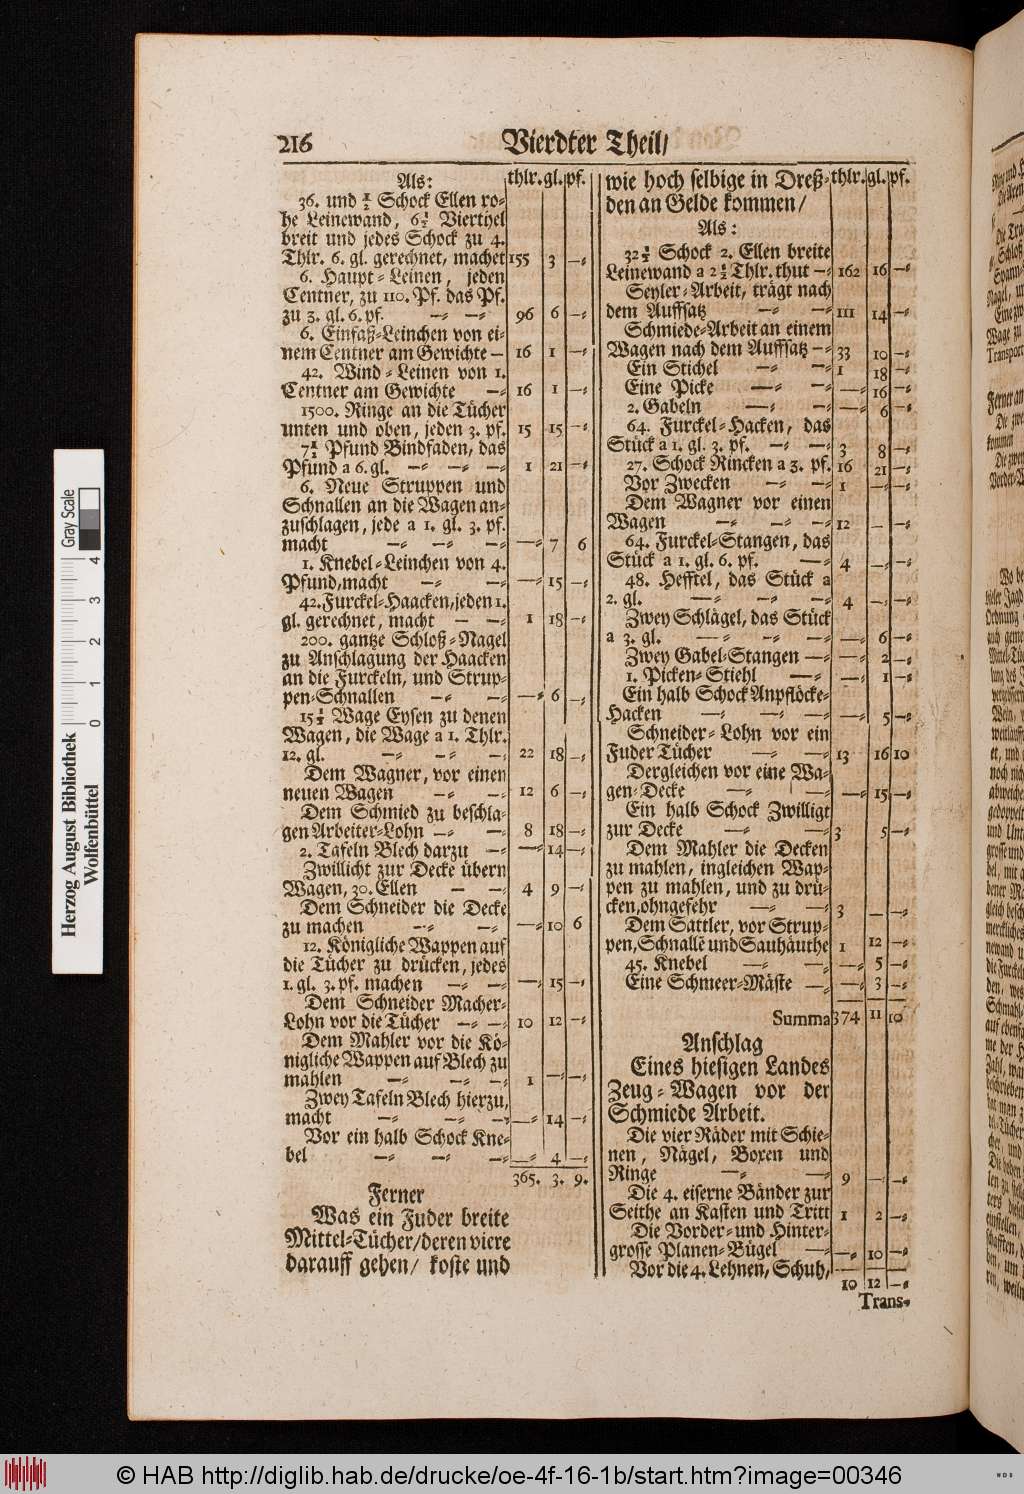 216 Vierdter Theil/
thlr. gl. pf.
Als:
36. und ½ Schock Ellen ro-
he Leinewand, 6½ Vierthel
breit und jedes Schock zu 4.
Thlr. 6. gl. gerechnet, machet 155 3 —
6. Haupt-Leinen, jeden
Centner, zu 110. Pf. das Pf.
zu 3. gl. 6. pf. — — 96 6 —
6. Einfaß-Leinchen von ei-
nem Centner am Gewichte — 16 1 —
42. Wind-Leinen von 1.
Centner am Gewichte — 16 1 —
1500. Ringe an die Tücher
unten und oben, jeden 3. pf. 15 15 —
7½ Pfund Bindfaden, das
Pfund a 6. gl. — — — 1 21 —
6. Neue Struppen und
Schnallen an die Wagen an-
zuschlagen, jede a 1. gl. 3. pf.
macht — — — — 7 6
1. Knebel-Leinchen von 4.
Pfund, macht — — — 15 —
42. Furckel-Haacken, jeden 1.
gl. gerechnet, macht — — 1 18 —
200. gantze Schloß-Nagel
zu Anschlagung der Haacken
an die Furckeln, und Strup-
pen-Schnallen — — — 6 —
15½ Wage Eysen zu denen
Wagen, die Wage a 1. Thlr.
12. gl. — — — 22 18 —
Dem Wagner, vor einen
neuen Wagen — — 12 6 —
Dem Schmied zu beschla-
gen Arbeiter-Lohn — — 8 18 —
2. Tafeln Blech darzu — — 14 —
Zwillicht zur Decke übern
Wagen, 30. Ellen — — 4 9 —
Dem Schneider die Decke
zu machen — — — 10 6
12. Königliche Wappen auf
die Tücher zu drücken, jedes
1. gl. 3. pf. machen — — — 15 —
Dem Schneider Macher-
Lohn vor die Tücher — — 10 12 —
Dem Mahler vor die Kö-
nigliche Wappen auf Blech zu
mahlen — — — 1 — —
Zwey Tafeln Blech hierzu,
macht — — — — 14 —
Vor ein halb Schock Kne-
bel — — — — 4 —
365. 3. 9.
Ferner
Was ein Fuder breite
Mittel-Tücher/ deren viere
darauff gehen/ koste und
thlr. gl. pf.
wie hoch selbige in Dreß-
den an Gelde kommen/
Als:
32½ Schock 2. Ellen breite
Leinewand a 2½ Thlr. thut — 162 16 —
Seyler-Arbeit, trägt nach
dem Auffsatz — — 111 14 —
Schmiede-Arbeit an einem
Wagen nach dem Auffsatz — 33 10 —
Ein Stichel — — 1 18 —
Eine Picke — — — 16 —
2. Gabeln — — — 6 —
64. Furckel-Hacken, das
Stück a 1. gl. 3. pf. — — 3 8 —
27. Schock Rincken a 3. pf. 16 21 —
Vor Zwecken — — 1 — —
Dem Wagner vor einen
Wagen — — — 12 — —
64. Furckel-Stangen, das
Stück a 1. gl. 6. pf. — 4 — —
48. Hefftel, das Stück a
2. gl. — — — 4 — —
Zwey Schlägel, das Stück
a 3. gl. — — — — 6 —
Zwey Gabel-Stangen — — 2 —
1. Picken-Stiehl — — 1 —
Ein halb Schock Anpflöcke-
Hacken — — — — 5 —
Schneider-Lohn vor ein
Fuder Tücher — — 13 16 10
Dergleichen vor eine Wa-
gen-Decke — — — 15 —
Ein halb Schock Zwilligt
zur Decke — — 3 5 —
Dem Mahler die Decken
zu mahlen, ingleichen Wap-
pen zu mahlen, und zu drü-
cken, ohngefehr — — 3 — —
Dem Sattler, vor Strup-
pen, Schnalle und Sauhäuthe 1 12 —
45. Knebel — — — 5 —
Eine Schmeer-Mäste — — 3 —
Summa 374 11 10
Anschlag
Eines hiesigen Landes
Zeug-Wagen vor der
Schmiede Arbeit.
Die vier Räder mit Schie-
nen, Nägel, Boxen und
Ringe — — 9 — —
Die 4. eiserne Bänder zur
Seithe an Kasten und Tritt 1 2 —
Die Vorder- und Hinter-
grosse Planen-Bügel — — 10 —
Vor die 4. Lehnen, Schuh, — — —
10 12 —
Trans-
Gray Scale
0 1 2 3 4
Herzog August Bibliothek
Wolfenbüttel
© HAB http://diglib.hab.de/drucke/oe-4f-16-1b/start.htm?image=00346